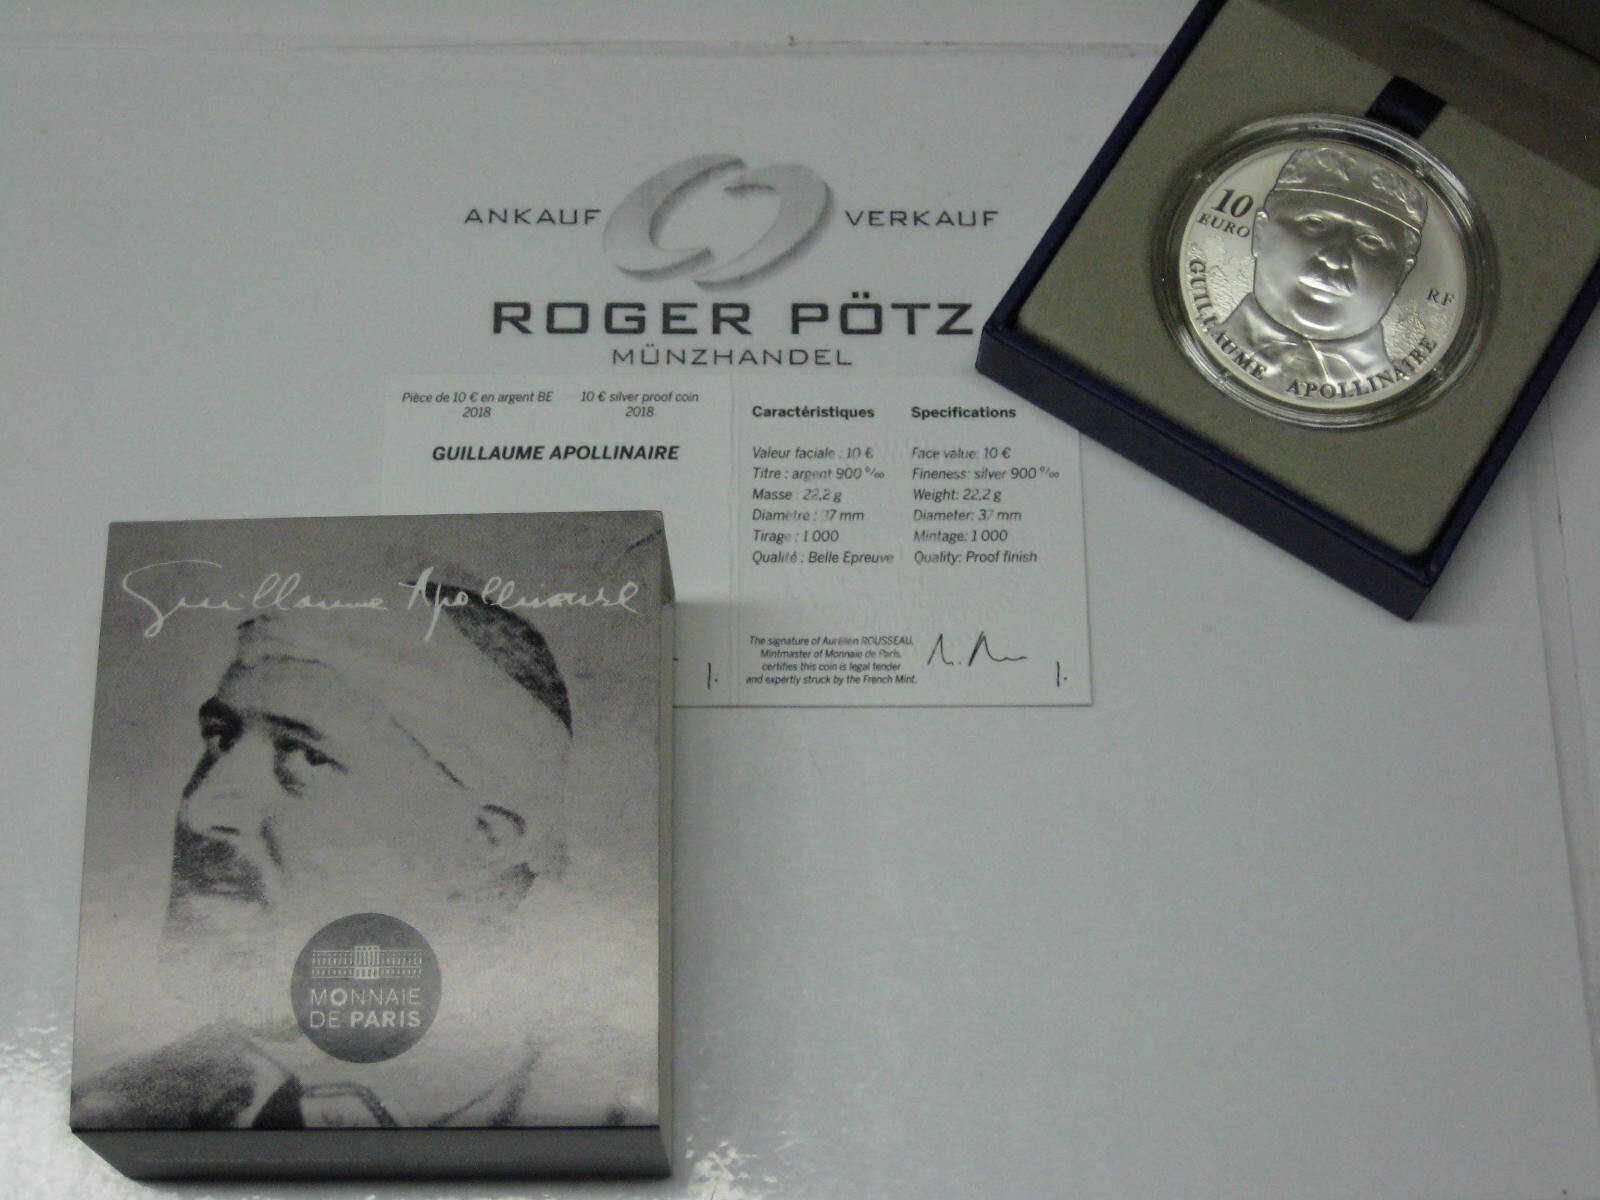 ANKAUF VERKAUF
ROGER PÖTZ
MÜNZHANDEL
10
EURO
RF
GUILLAUME APOLLINAIRE
Pièce de 10 € en argent BE
2018
10 € silver proof coin
2018
GUILLAUME APOLLINAIRE
Caractéristiques
Valeur faciale : 10 €
Titre : argent 900 ‰
Masse : 22,2 g
Diamètre : 37 mm
Tirage : 1 000
Qualité : Belle Epreuve
Specifications
Face value: 10 €
Fineness: silver 900 ‰
Weight: 22,2 g
Diameter: 37 mm
Mintage: 1 000
Quality: Proof finish
The signature of Aurélien ROUSSEAU,
Mintmaster of Monnaie de Paris,
certifies this coin is legal tender
and expertly struck by the French Mint.
Guillaume Apollinaire
MONNAIE
DE PARIS